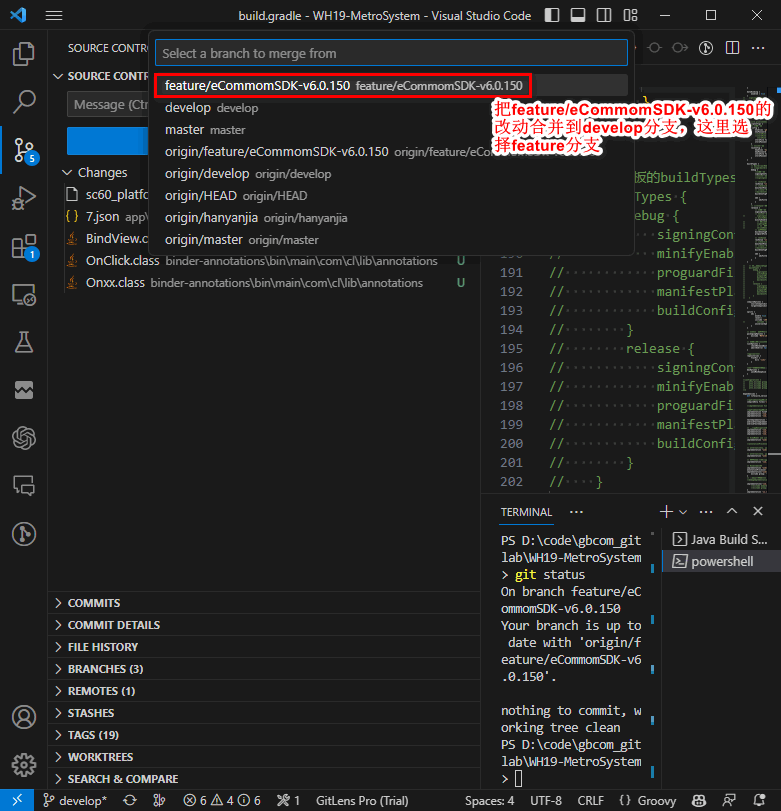 build.gradle - WH19-MetroSystem - Visual Studio Code
SOURCE CONTR
Select a branch to merge from
SOURCE CONTR
feature/eCommomSDK-v6.0.150 feature/eCommomSDK-v6.0.150
Message (Ctr
develop develop
master master
origin/feature/eCommomSDK-v6.0.150 origin/feature/eCo
origin/develop origin/develop
origin/HEAD origin/HEAD
origin/hanyanjia origin/hanyanjia
origin/master origin/master
把feature/eCommomSDK-v6.0.150的
改动合并到develop分支，这里选
择feature分支
5
1
Changes
sc60_platfo
{ } 7.json app\
BindView.c
OnClick.class binder-annotations\bin\main\com\cl\lib\annotations U
Onxx.class binder-annotations\bin\main\com\cl\lib\annotations U
}
板的buildTypes
Types {
ebug {
signingCon
190 // minifyEnab
191 // proguardFi
192 // manifestPl
193 // buildConfi
194 // }
195 // release {
196 // signingCon
197 // minifyEnab
198 // proguardFi
199 // manifestPl
200 // buildConfi
201 // }
202 // }
TERMINAL
PS D:\code\gbcom_git
lab\WH19-MetroSystem
> git status
On branch feature/eC
ommomSDK-v6.0.150
Your branch is up to
date with 'origin/f
eature/eCommomSDK-v6
.0.150'.
nothing to commit, w
orking tree clean
PS D:\code\gbcom_git
lab\WH19-MetroSystem
>
Java Build S...
powershell
COMMITS
COMMIT DETAILS
FILE HISTORY
BRANCHES (3)
REMOTES (1)
STASHES
TAGS (19)
WORKTREES
SEARCH & COMPARE
develop* 6 4 6 1 GitLens Pro (Trial) Spaces: 4 UTF-8 CRLF { } Groovy